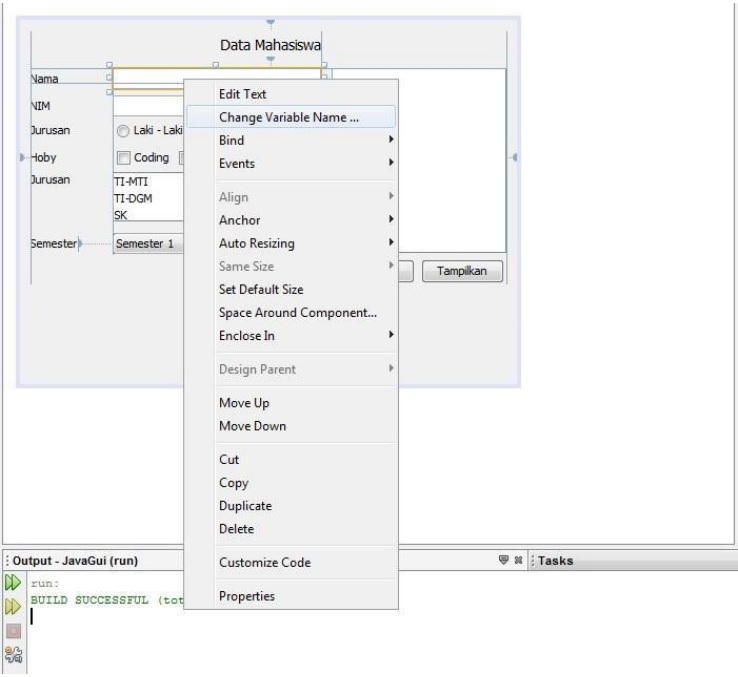 Data Mahasiswa
Nama
NIM
Jurusan
Laki - Laki
Hoby
Coding
Jurusan
TI-MTI
TI-DGM
SK
Semester
Semester 1
Tampilkan
Edit Text
Change Variable Name ...
Bind
Events
Align
Anchor
Auto Resizing
Same Size
Set Default Size
Space Around Component...
Enclose In
Design Parent
Move Up
Move Down
Cut
Copy
Duplicate
Delete
Customize Code
Properties
Output - JavaGui (run)
Tasks
run:
BUILD SUCCESSFUL (tot